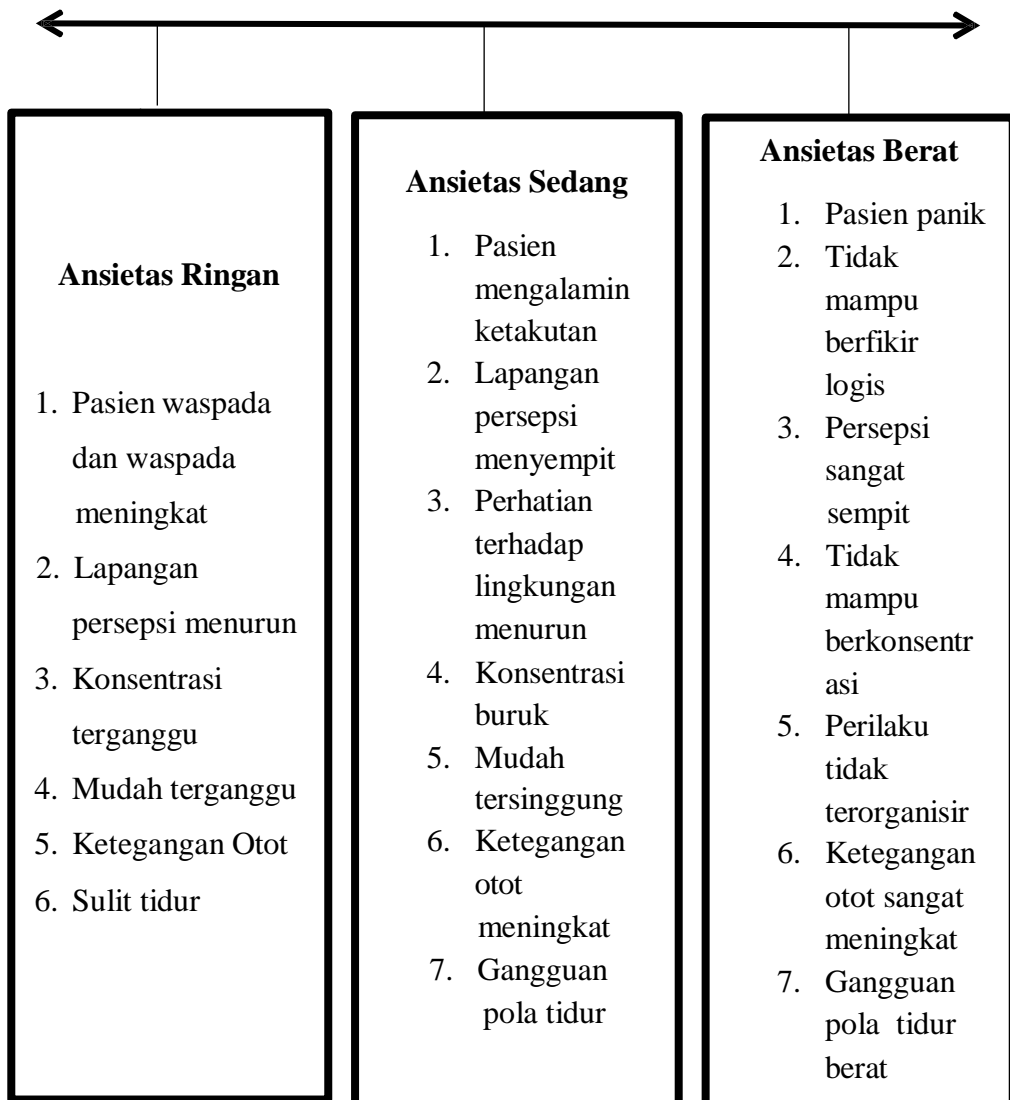 Ansietas Ringan
1. Pasien waspada
dan waspada
meningkat
2. Lapangan
persepsi menurun
3. Konsentrasi
terganggu
4. Mudah terganggu
5. Ketegangan Otot
6. Sulit tidur
Ansietas Sedang
1. Pasien
mengalamin
ketakutan
2. Lapangan
persepsi
menyempit
3. Perhatian
terhadap
lingkungan
menurun
4. Konsentrasi
buruk
5. Mudah
tersinggung
6. Ketegangan
otot
meningkat
7. Gangguan
pola tidur
Ansietas Berat
1. Pasien panik
2. Tidak
mampu
berfikir
logis
3. Persepsi
sangat
sempit
4. Tidak
mampu
berkonsentr
asi
5. Perilaku
tidak
terorganisir
6. Ketegangan
otot sangat
meningkat
7. Gangguan
pola tidur
berat